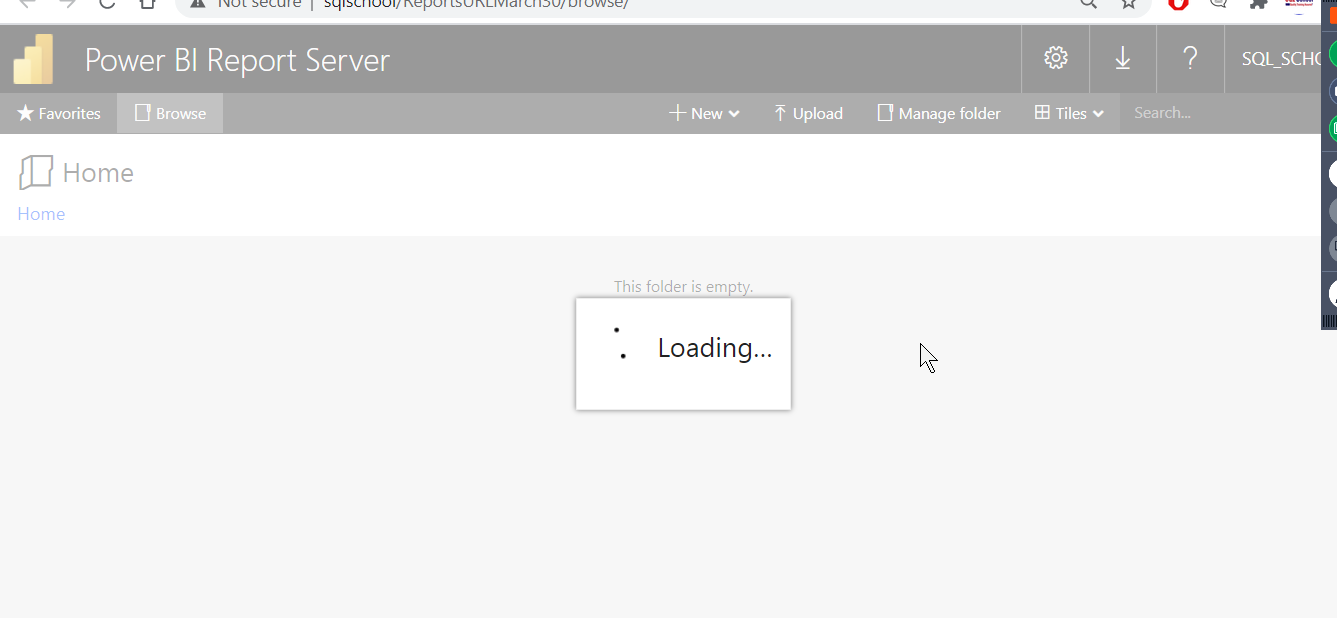 Not secure | sqlschool/ReportsURLMarch30/browse/
Power BI Report Server
SQL_SCHO
Favorites Browse New Upload Manage folder Tiles Search...
Home
Home
This folder is empty.
Loading...